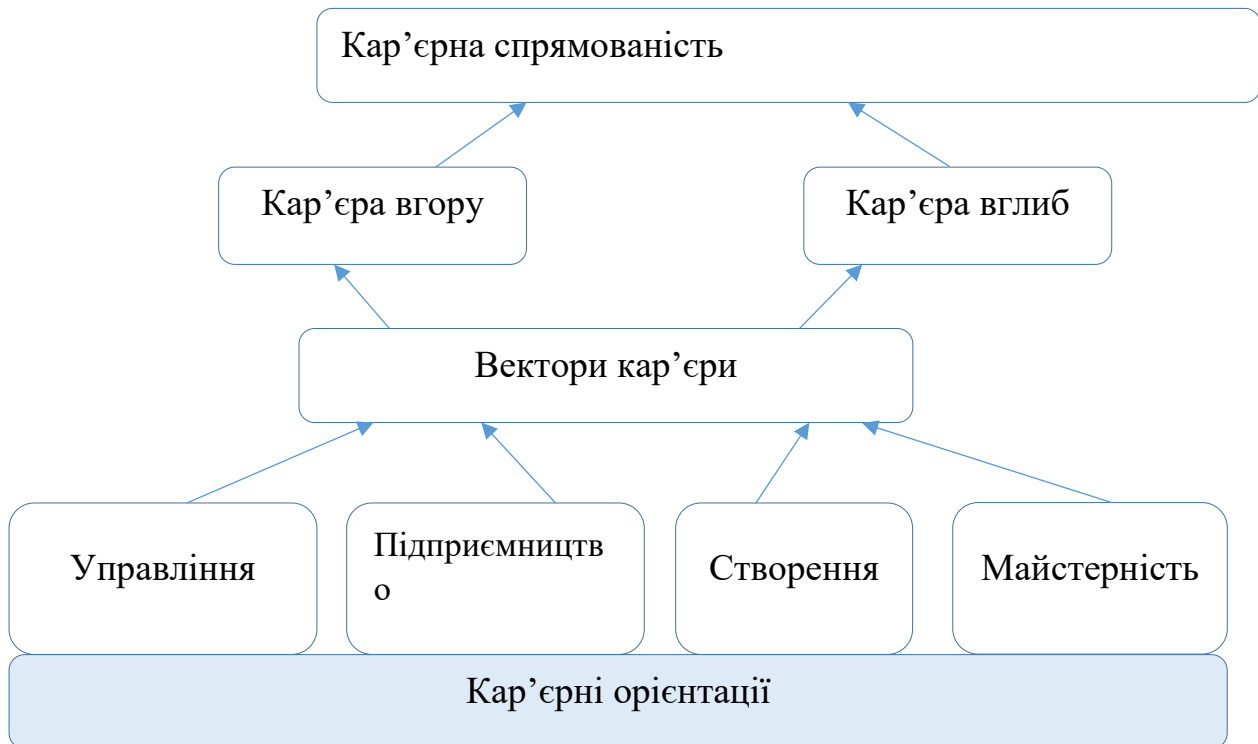 Кар’єрна спрямованість
Кар’єра вгору
Кар’єра вглиб
Вектори кар’єри
Управління
Підприємництв
о
Створення
Майстерність
Кар’єрні орієнтації